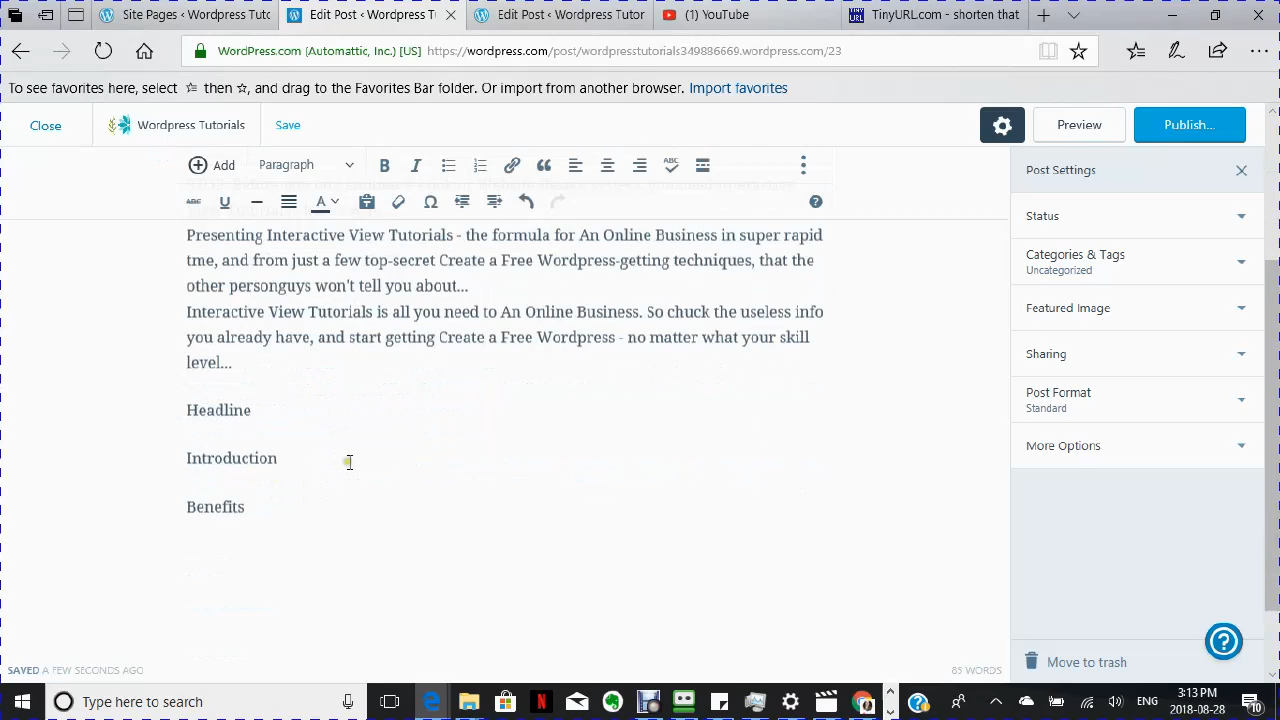 Site Pages ‹ Wordpress Tuto
Edit Post ‹ Wordpress T
Edit Post ‹ Wordpress Tutor
(1) YouTube
TinyURL.com - shorten that
WordPress.com (Automattic, Inc.) [US]
https://wordpress.com/post/wordpresstutorials349886669.wordpress.com/23
To see favorites here, select ☆ then ☆, and drag to the Favorites Bar folder. Or import from another browser. Import favorites
Close
Wordpress Tutorials
Save
Preview
Publish...
Add
Paragraph
B
I
ABC
Post Settings
ABC
U
A
Presenting Interactive View Tutorials - the formula for An Online Business in super rapid
tme, and from just a few top-secret Create a Free Wordpress-getting techniques, that the
other personguys won't tell you about...
Interactive View Tutorials is all you need to An Online Business. So chuck the useless info
you already have, and start getting Create a Free Wordpress - no matter what your skill
level...
Headline
Introduction
Benefits
Status
Categories & Tags
Uncategorized
Featured Image
Sharing
Post Format
Standard
More Options
Move to trash
SAVED A FEW SECONDS AGO
85 WORDS
Type here to search
ENG
3:13 PM
2018-08-28
10